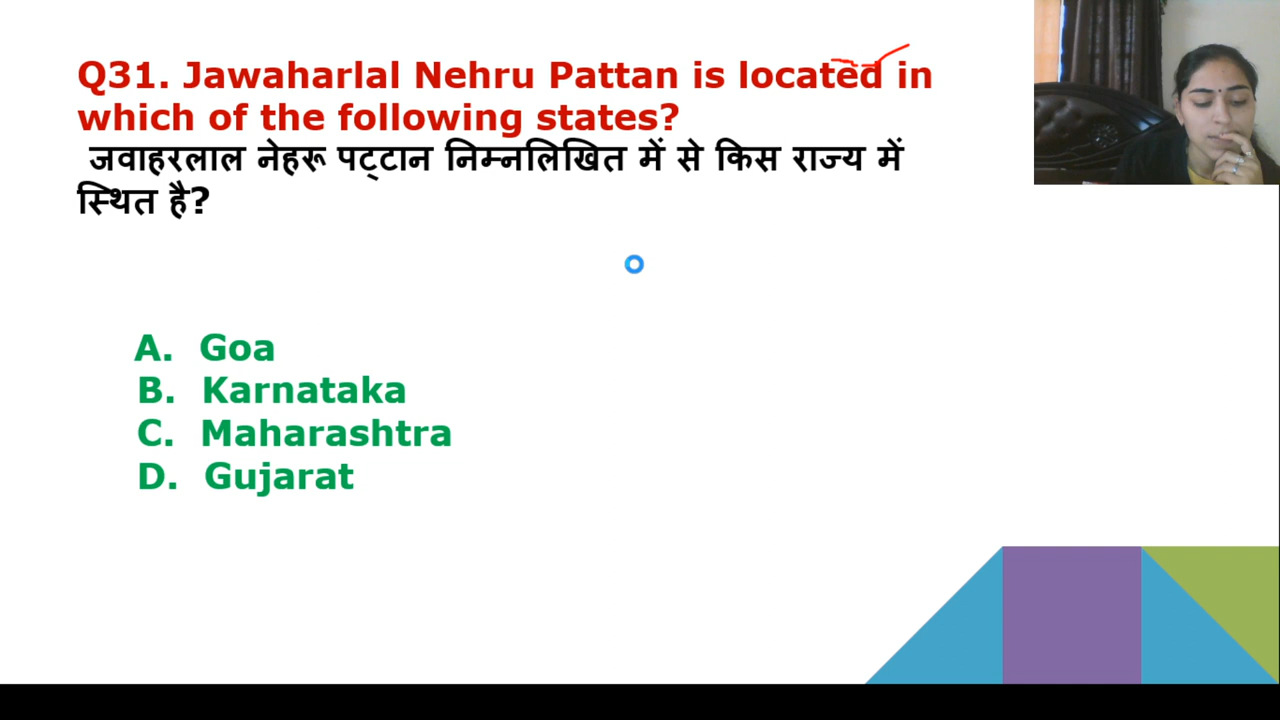 Q31. Jawaharlal Nehru Pattan is located in
which of the following states?
जवाहरलाल नेहरू पट्टान निम्नलिखित में से किस राज्य में
स्थित है?
A. Goa
B. Karnataka
C. Maharashtra
D. Gujarat